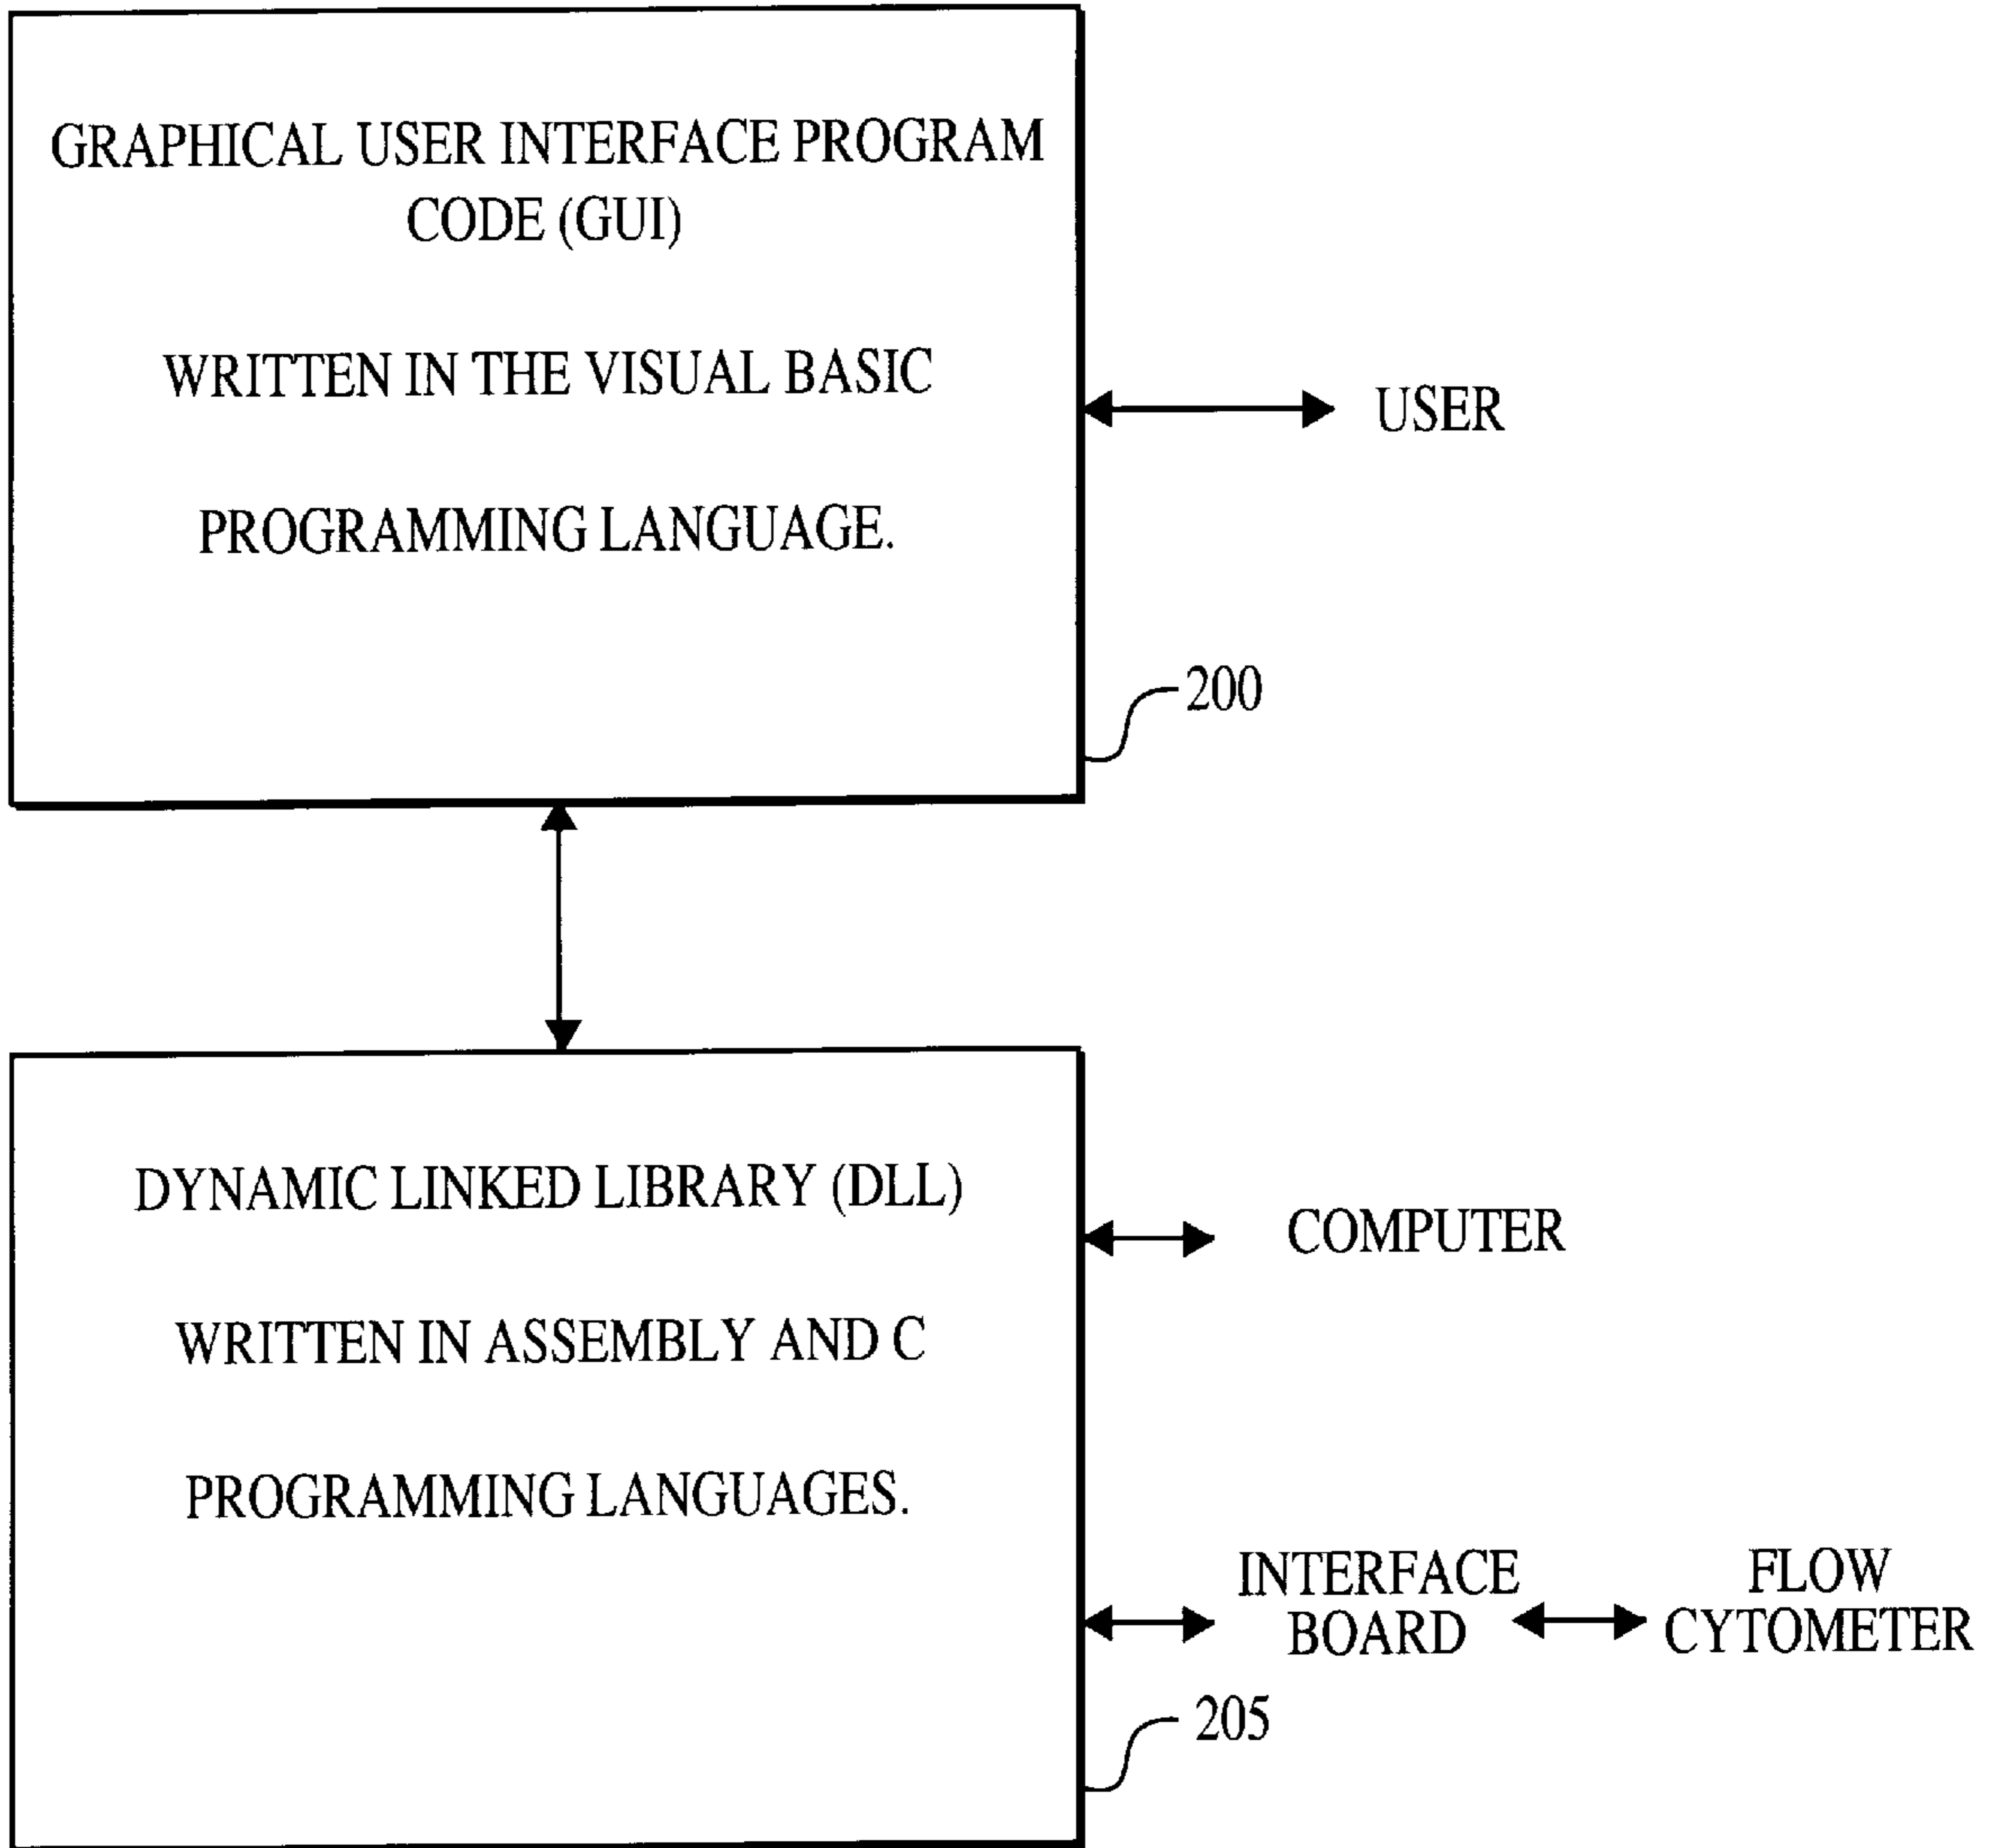 GRAPHICAL USER INTERFACE PROGRAM
CODE (GUI)
WRITTEN IN THE VISUAL BASIC
PROGRAMMING LANGUAGE.
USER
200
DYNAMIC LINKED LIBRARY (DLL)
WRITTEN IN ASSEMBLY AND C
PROGRAMMING LANGUAGES.
COMPUTER
INTERFACE
BOARD
FLOW
CYTOMETER
205